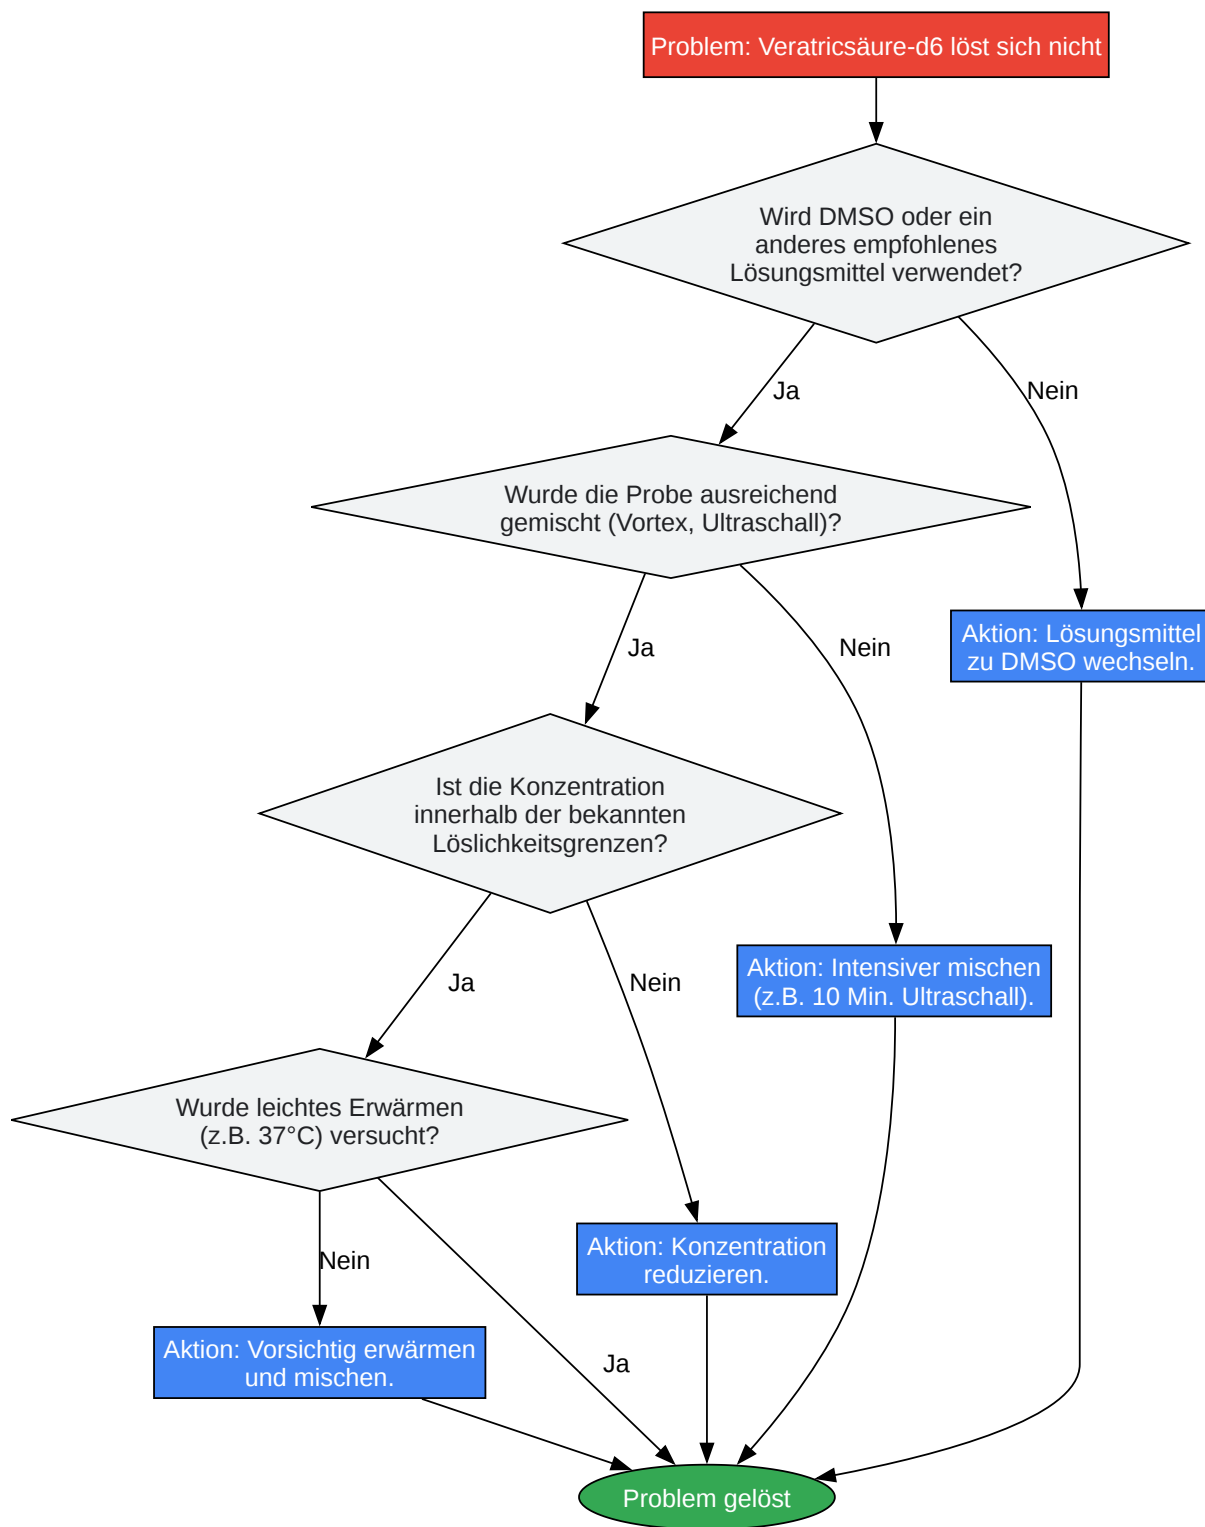 Problem: Veratricsäure-d6 löst sich nicht
Wird DMSO oder ein
anderes empfohlenes
Lösungsmittel verwendet?
Ja
Nein
Wurde die Probe ausreichend
gemischt (Vortex, Ultraschall)?
Aktion: Lösungsmittel
zu DMSO wechseln.
Ja
Nein
Ist die Konzentration
innerhalb der bekannten
Löslichkeitsgrenzen?
Aktion: Intensiver mischen
(z.B. 10 Min. Ultraschall).
Ja
Nein
Wurde leichtes Erwärmen
(z.B. 37°C) versucht?
Aktion: Konzentration
reduzieren.
Nein
Ja
Aktion: Vorsichtig erwärmen
und mischen.
Problem gelöst